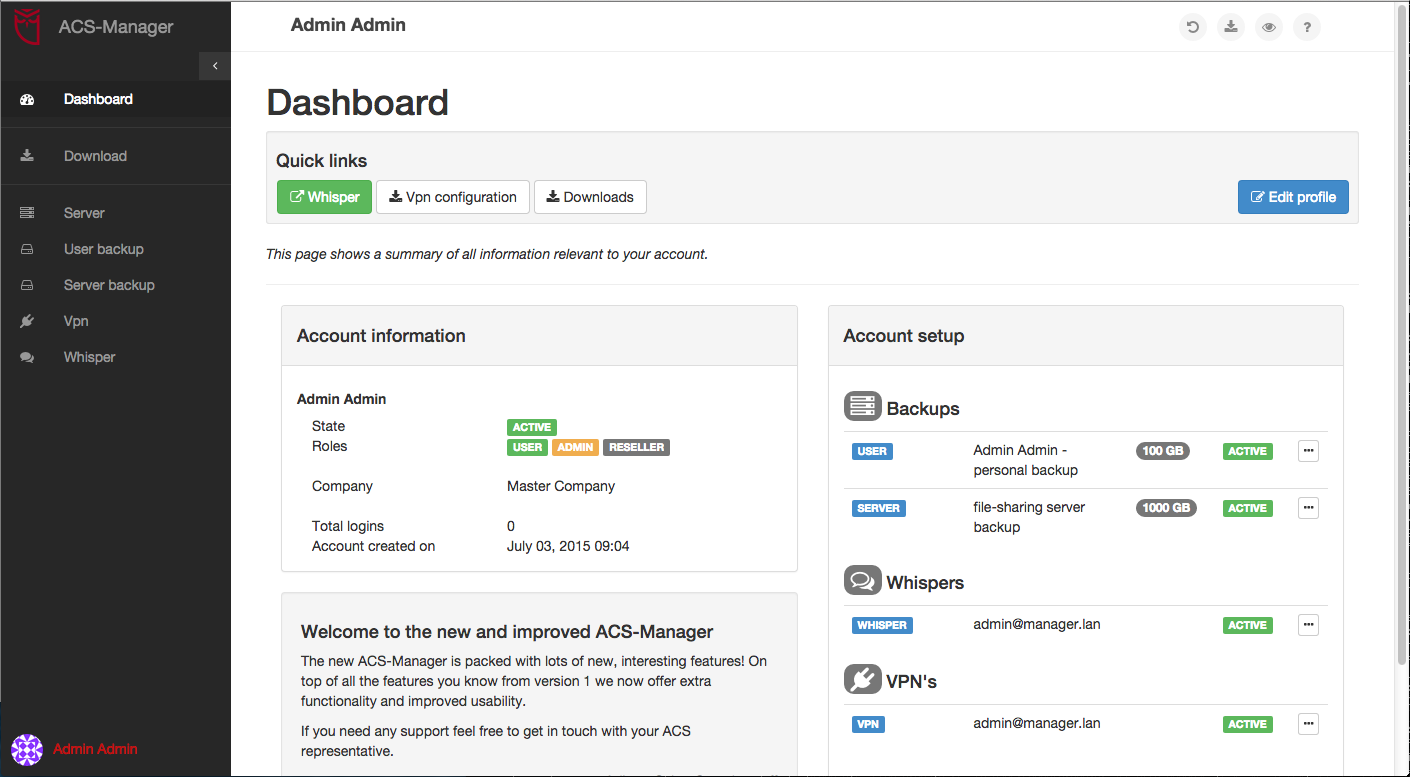 ACS-Manager
Dashboard
Download
Server
User backup
Server backup
Vpn
Whisper
Admin Admin
Admin Admin
?
Dashboard
Quick links
Whisper
Vpn configuration
Downloads
Edit profile
This page shows a summary of all information relevant to your account.
Account information
Admin Admin
State ACTIVE
Roles USER ADMIN RESELLER
Company Master Company
Total logins 0
Account created on July 03, 2015 09:04
Welcome to the new and improved ACS-Manager
The new ACS-Manager is packed with lots of new, interesting features! On
top of all the features you know from version 1 we now offer extra
functionality and improved usability.
If you need any support feel free to get in touch with your ACS
representative.
Account setup
Backups
USER Admin Admin - 100 GB ACTIVE
personal backup
SERVER file-sharing server 1000 GB ACTIVE
backup
Whispers
WHISPER admin@manager.lan ACTIVE
VPN's
VPN admin@manager.lan ACTIVE